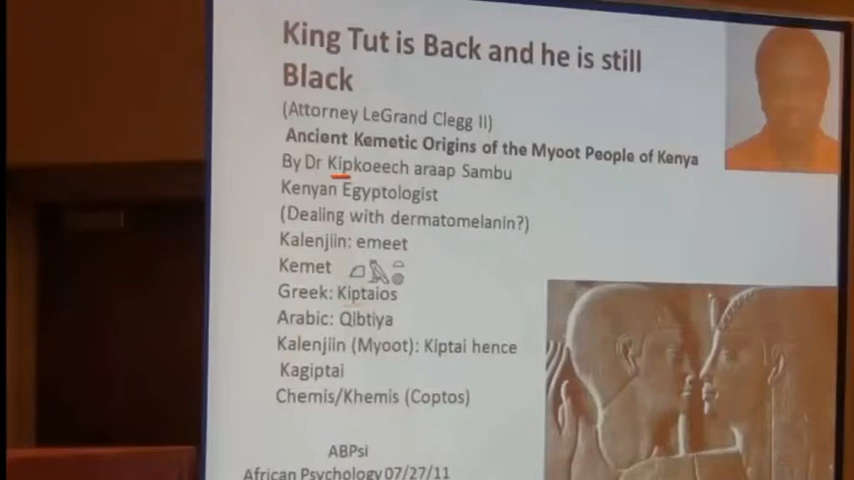 King Tut is Back and he is still
Black
(Attorney LeGrand Clegg II)
Ancient Kemetic Origins of the Myoot People of Kenya
By Dr Kipkoeech araap Sambu
Kenyan Egyptologist
(Dealing with dermatomelanin?)
Kalenjiin: emeet
Kemet
Greek: Kiptaios
Arabic: Qibtiya
Kalenjiin (Myoot): Kiptai hence
Kagiptai
Chemis/Khemis (Coptos)
ABPsi
African Psychology 07/27/11